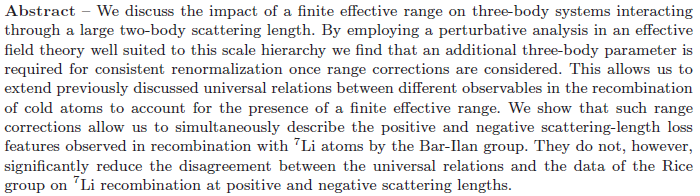 Abstract – We discuss the impact of a finite effective range on three-body systems interacting
through a large two-body scattering length. By employing a perturbative analysis in an effective
field theory well suited to this scale hierarchy we find that an additional three-body parameter is
required for consistent renormalization once range corrections are considered. This allows us to
extend previously discussed universal relations between different observables in the recombination
of cold atoms to account for the presence of a finite effective range. We show that such range
corrections allow us to simultaneously describe the positive and negative scattering-length loss
features observed in recombination with ⁷Li atoms by the Bar-Ilan group. They do not, however,
significantly reduce the disagreement between the universal relations and the data of the Rice
group on ⁷Li recombination at positive and negative scattering lengths.